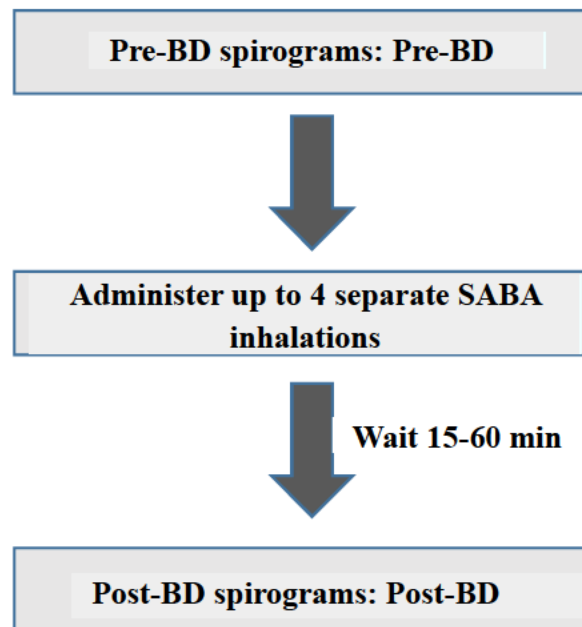 Pre-BD spirograms: Pre-BD
Administer up to 4 separate SABA
inhalations
Wait 15-60 min
Post-BD spirograms: Post-BD